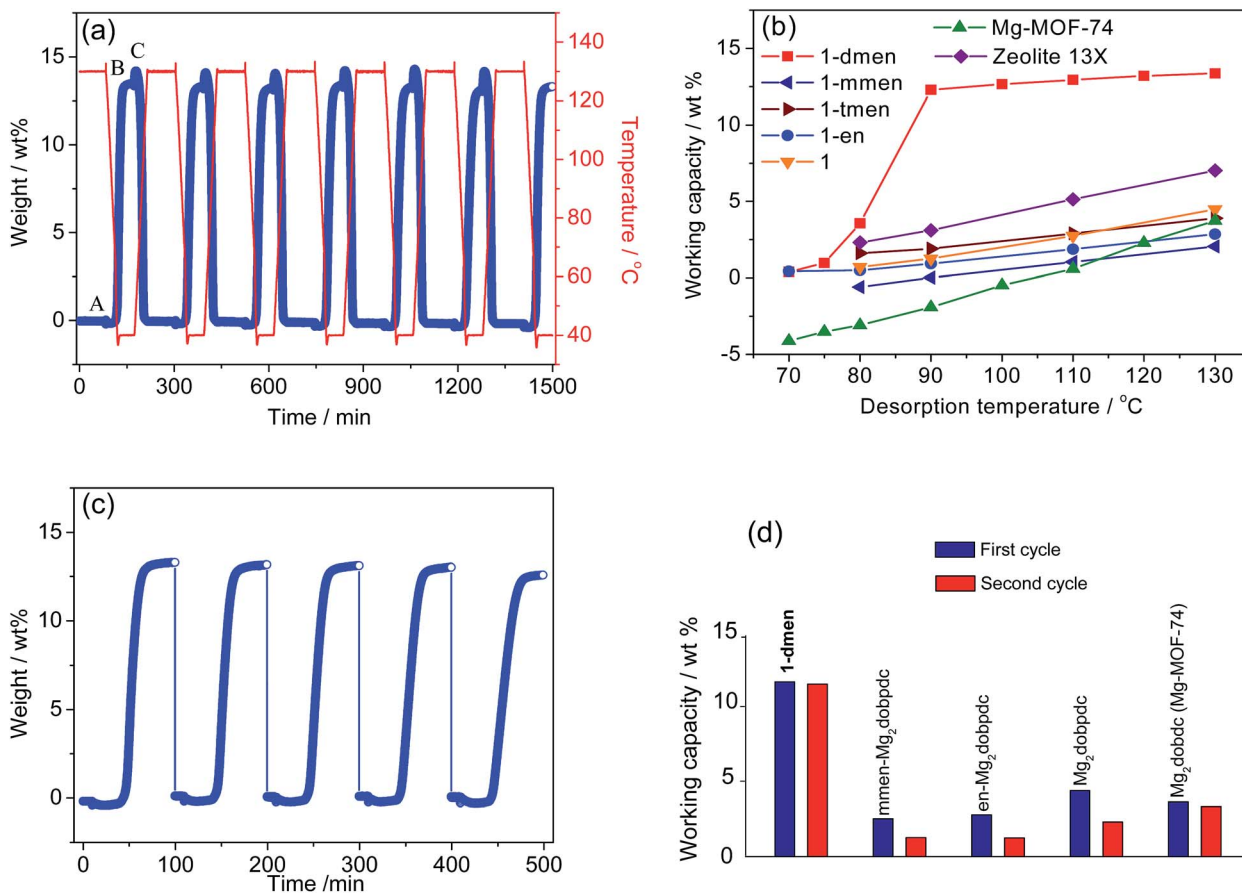 (a)
A
B
C
15
10
5
0
Weight / wt%
140
120
100
80
60
40
Temperature / °C
0
300
600
900
1200
1500
Time / min
(b)
1-dmen
1-mmen
1-tmen
1-en
1
Mg-MOF-74
Zeolite 13X
15
10
5
0
-5
Working capacity / wt %
70
80
90
100
110
120
130
Desorption temperature / °C
(c)
15
10
5
0
Weight / wt%
0
100
200
300
400
500
Time /min
(d)
First cycle
Second cycle
15
10
5
0
Working capacity / wt %
1-dmen
mmen-Mg₂dobpdc
en-Mg₂dobpdc
Mg₂dobpdc
Mg₂dobdc (Mg-MOF-74)